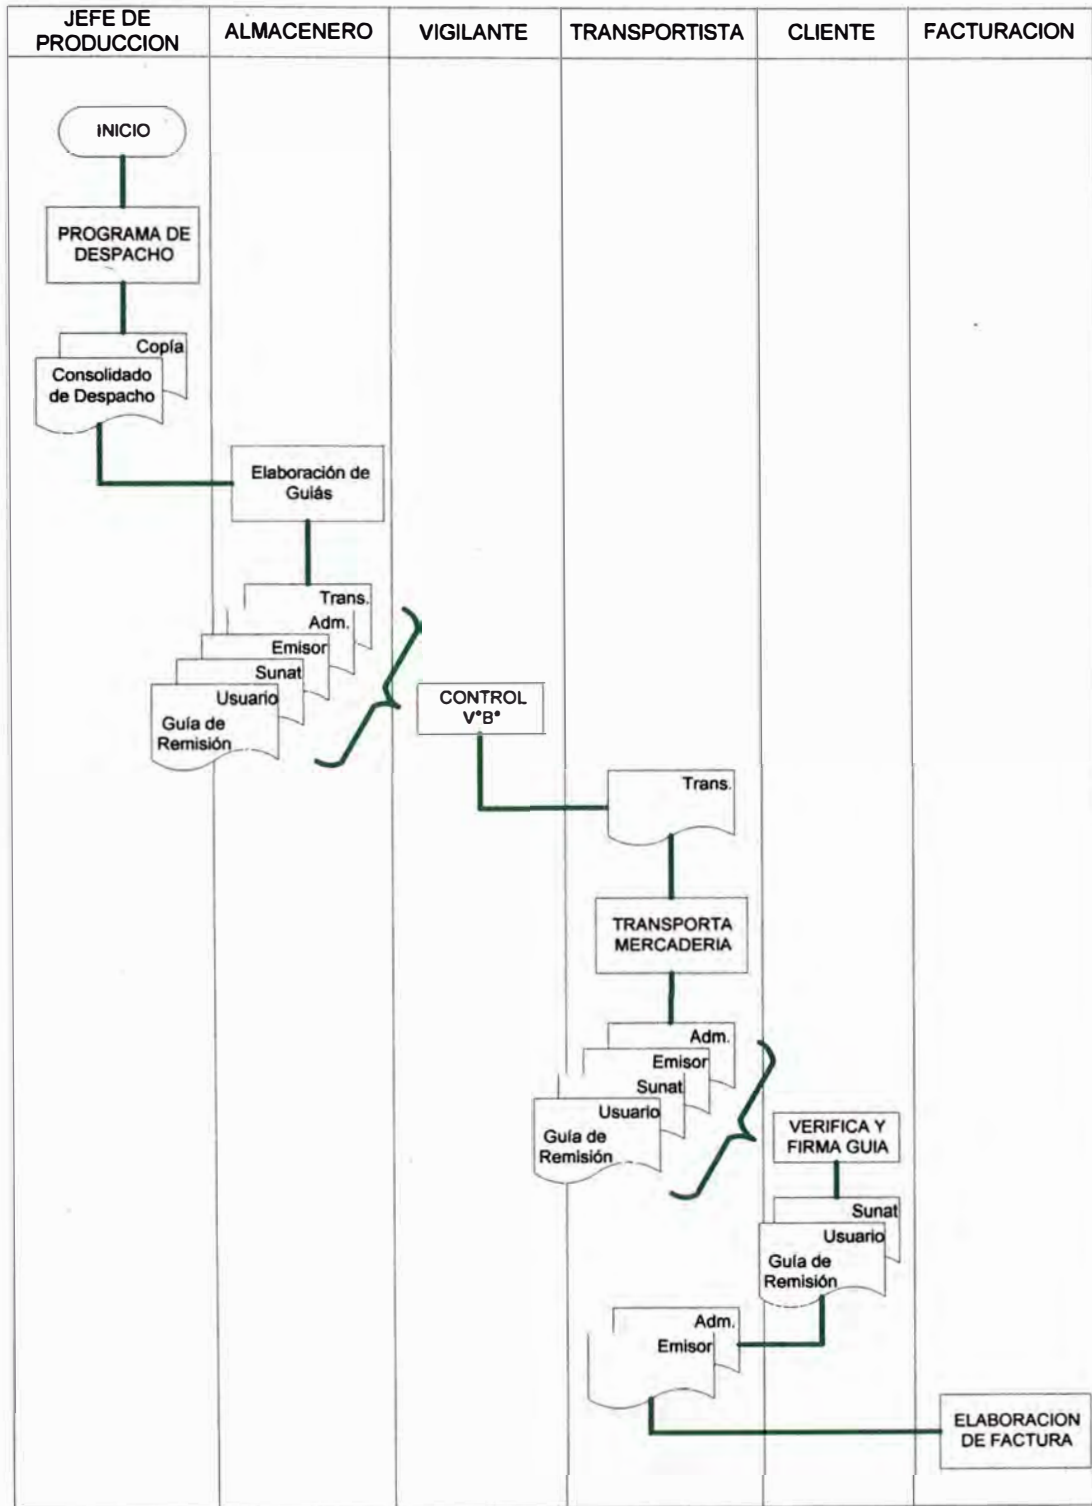 JEFE DE
PRODUCCION
ALMACENERO
VIGILANTE
TRANSPORTISTA
CLIENTE
FACTURACION
INICIO
PROGRAMA DE
DESPACHO
Copía
Consolidado
de Despacho
Elaboración de
Guiás
Trans.
Adm.
Emisor
Sunat
Usuario
Guía de
Remisión
CONTROL
V°B°
Trans.
TRANSPORTA
MERCADERIA
Adm.
Emisor
Sunat
Usuario
Guía de
Remisión
VERIFICA Y
FIRMA GUIA
Sunat
Usuario
Guía de
Remisión
Adm.
Emisor
ELABORACION
DE FACTURA